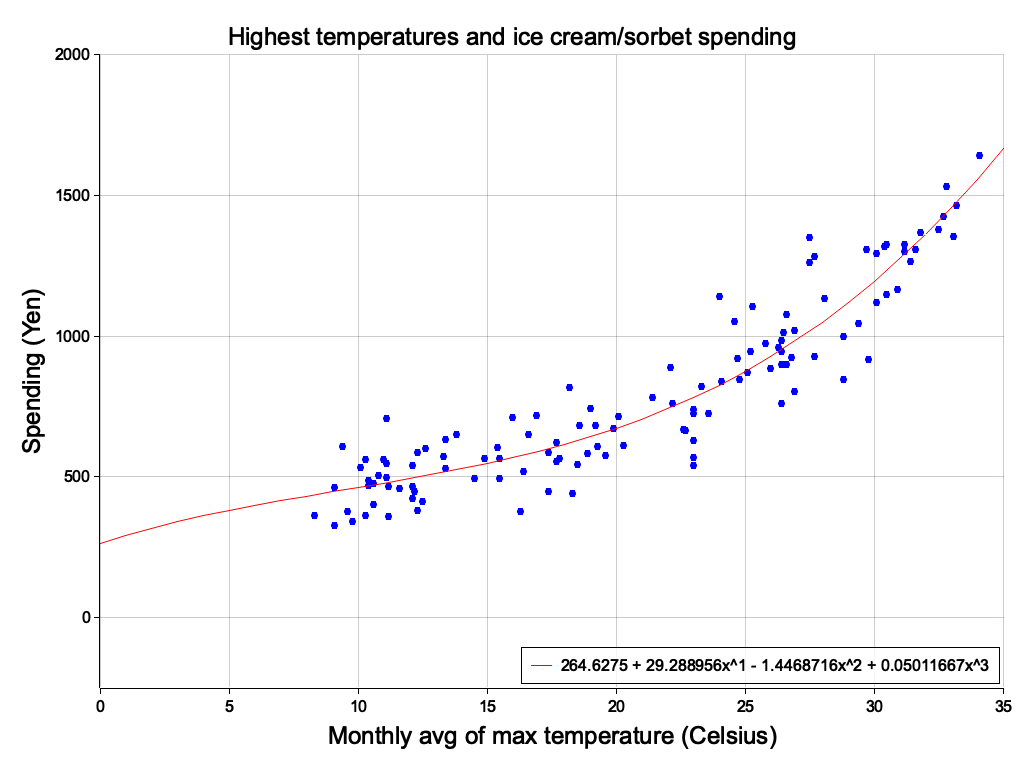 Highest temperatures and ice cream/sorbet spending
2000
1500
1000
500
0
Spending (Yen)
264.6275 + 29.288956x^1 - 1.4468716x^2 + 0.05011667x^3
0 5 10 15 20 25 30 35
Monthly avg of max temperature (Celsius)